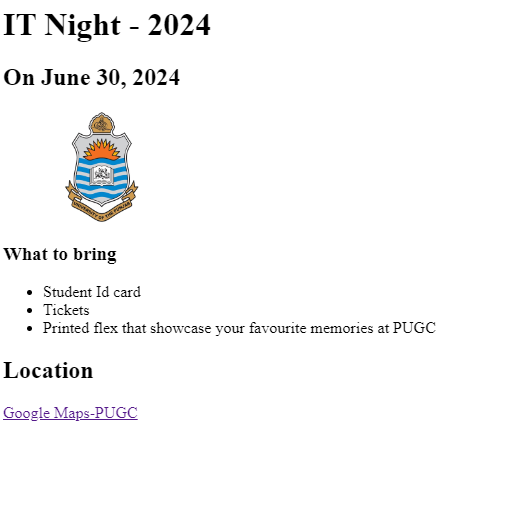 IT Night - 2024
On June 30, 2024
UNIVERSITY OF THE PUNJAB
What to bring
Student Id card
Tickets
Printed flex that showcase your favourite memories at PUGC
Location
Google Maps-PUGC